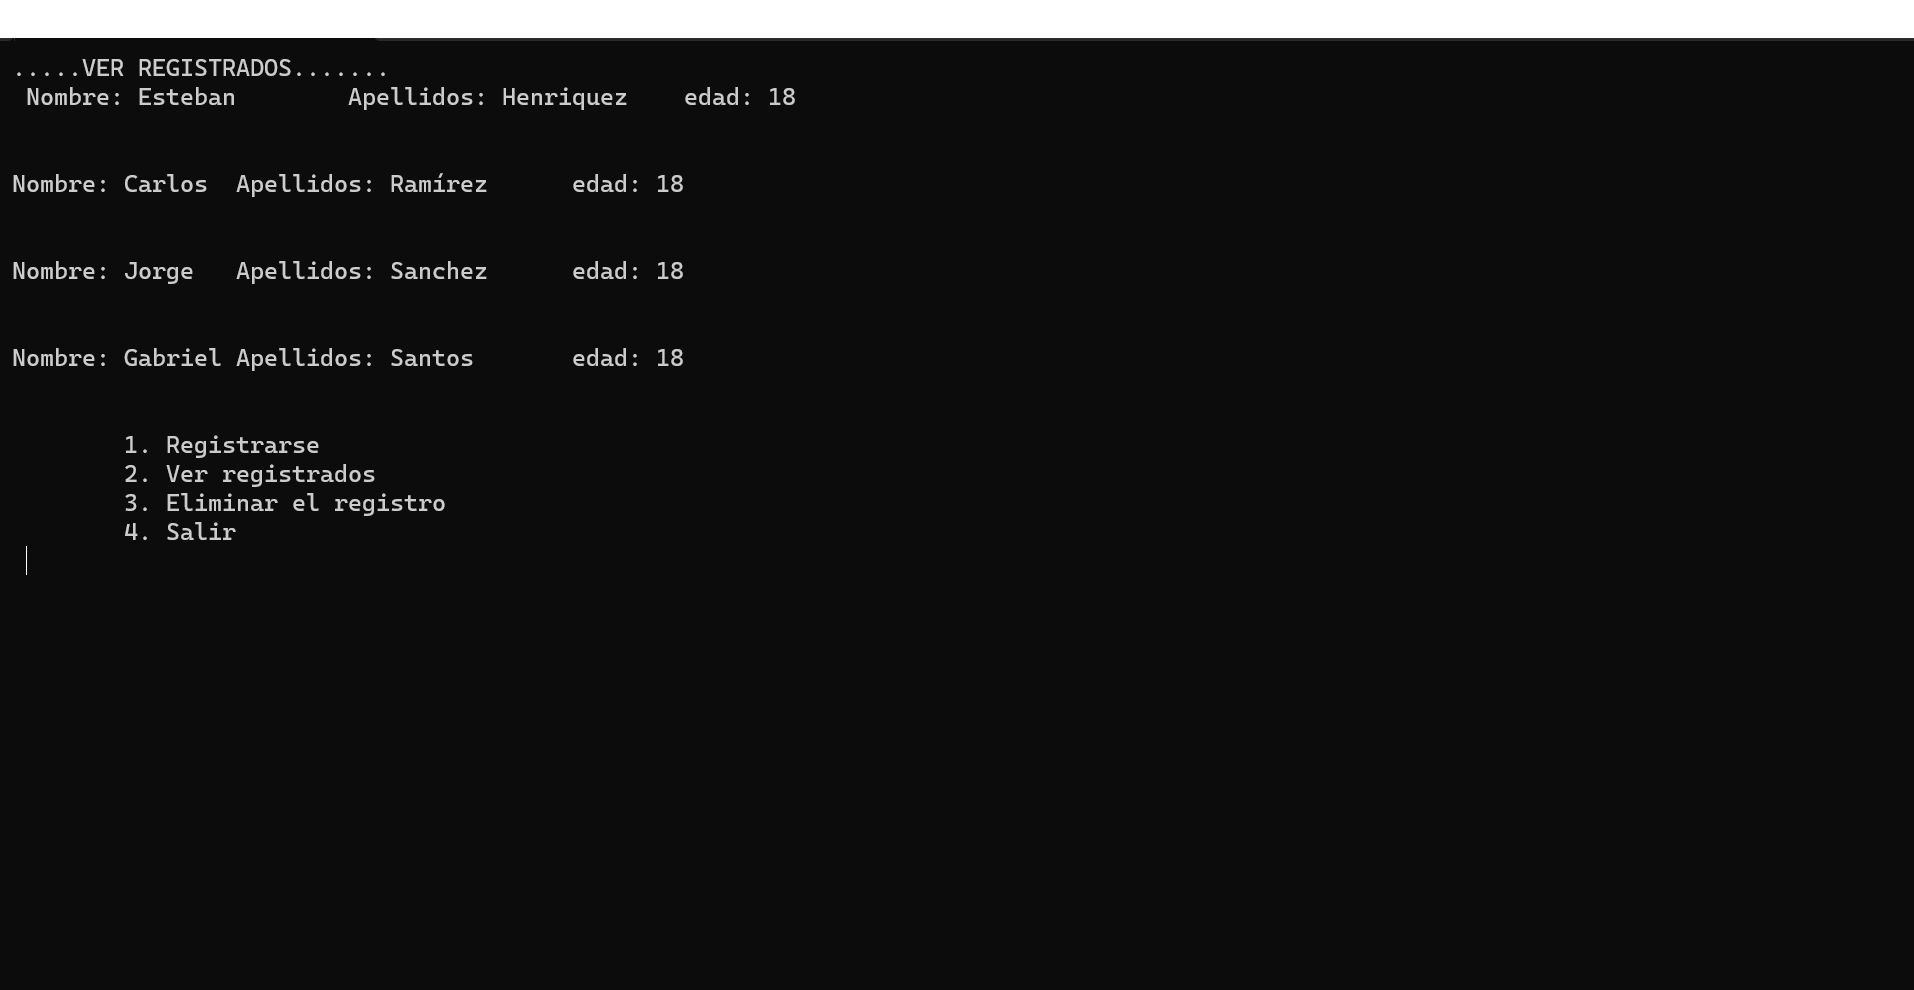 .....VER REGISTRADOS.......
Nombre: Esteban        Apellidos: Henriquez    edad: 18
Nombre: Carlos  Apellidos: Ramírez      edad: 18
Nombre: Jorge   Apellidos: Sanchez      edad: 18
Nombre: Gabriel Apellidos: Santos       edad: 18
1. Registrarse
2. Ver registrados
3. Eliminar el registro
4. Salir